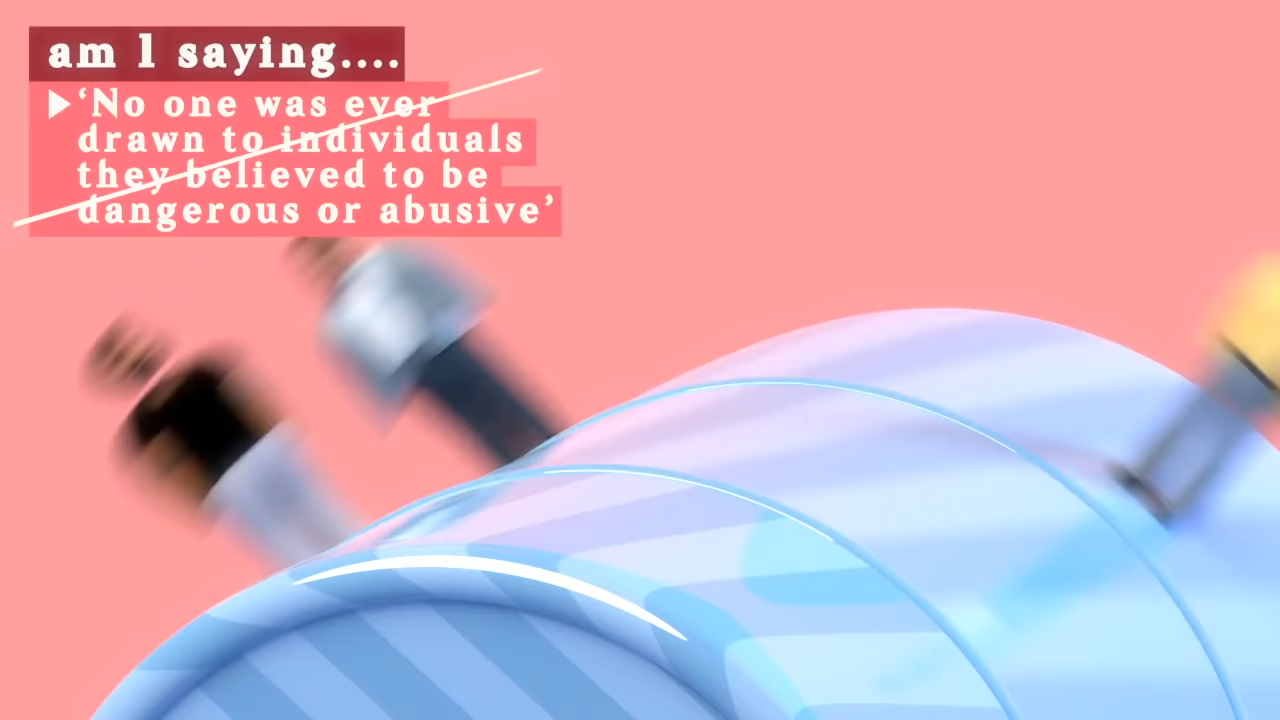 am I saying....
▶‘No one was ever
drawn to individuals
they believed to be
dangerous or abusive’